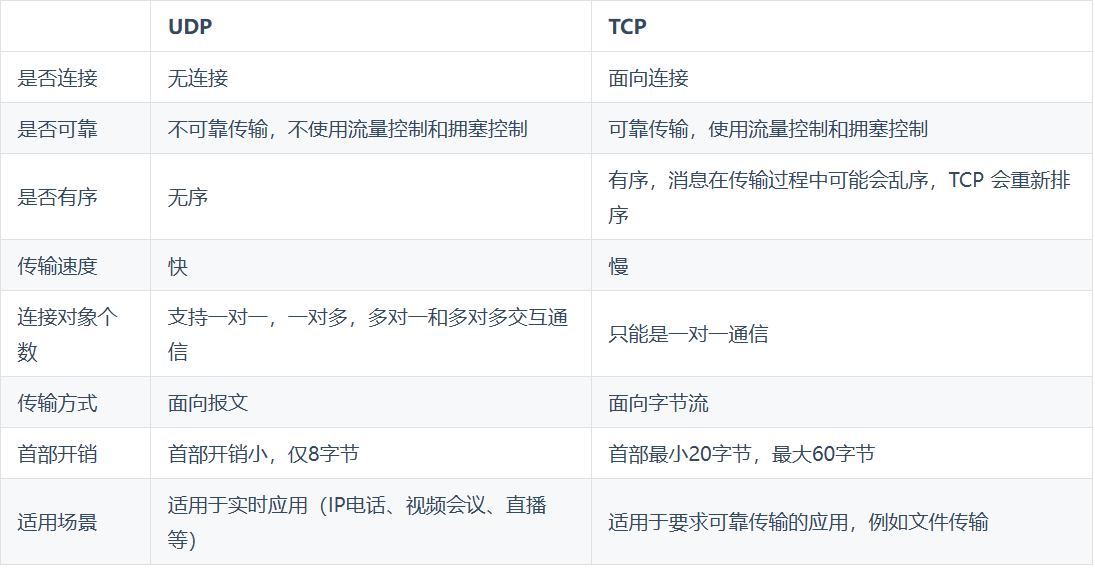 UDP TCP
是否连接 无连接 面向连接
是否可靠 不可靠传输，不使用流量控制和拥塞控制 可靠传输，使用流量控制和拥塞控制
是否有序 无序 有序，消息在传输过程中可能会乱序，TCP 会重新排
序
传输速度 快 慢
连接对象个
数
支持一对一，一对多，多对一和多对多交互通
信
只能是一对一通信
传输方式 面向报文 面向字节流
首部开销 首部开销小，仅8字节 首部最小20字节，最大60字节
适用场景
适用于实时应用（IP电话、视频会议、直播
等）
适用于要求可靠传输的应用，例如文件传输